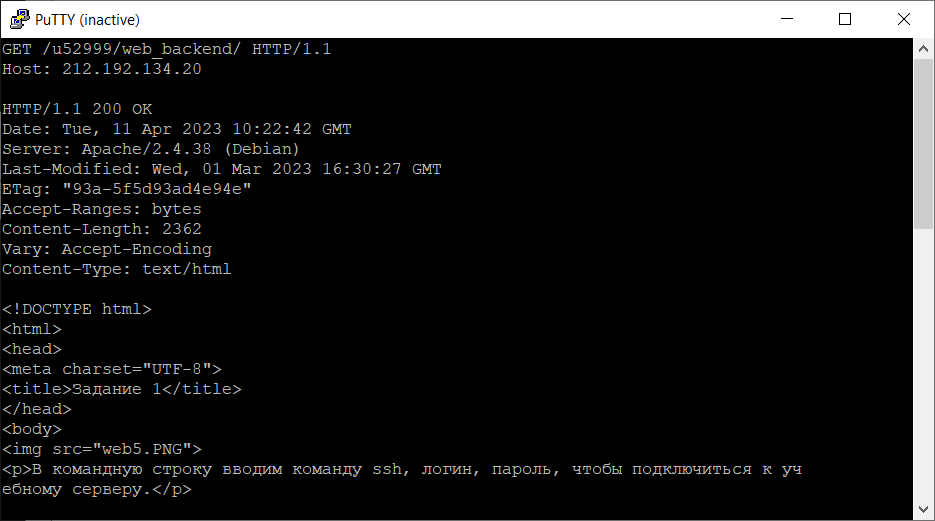 PuTTY (inactive)
GET /u52999/web_backend/ HTTP/1.1
Host: 212.192.134.20
HTTP/1.1 200 OK
Date: Tue, 11 Apr 2023 10:22:42 GMT
Server: Apache/2.4.38 (Debian)
Last-Modified: Wed, 01 Mar 2023 16:30:27 GMT
ETag: "93a-5f5d93ad4e94e"
Accept-Ranges: bytes
Content-Length: 2362
Vary: Accept-Encoding
Content-Type: text/html
<!DOCTYPE html>
<html>
<head>
<meta charset="UTF-8">
<title>Задание 1</title>
</head>
<body>
<img src="web5.PNG">
<p>В командную строку вводим команду ssh, логин, пароль, чтобы подключиться к уч
ебному серверу.</p>